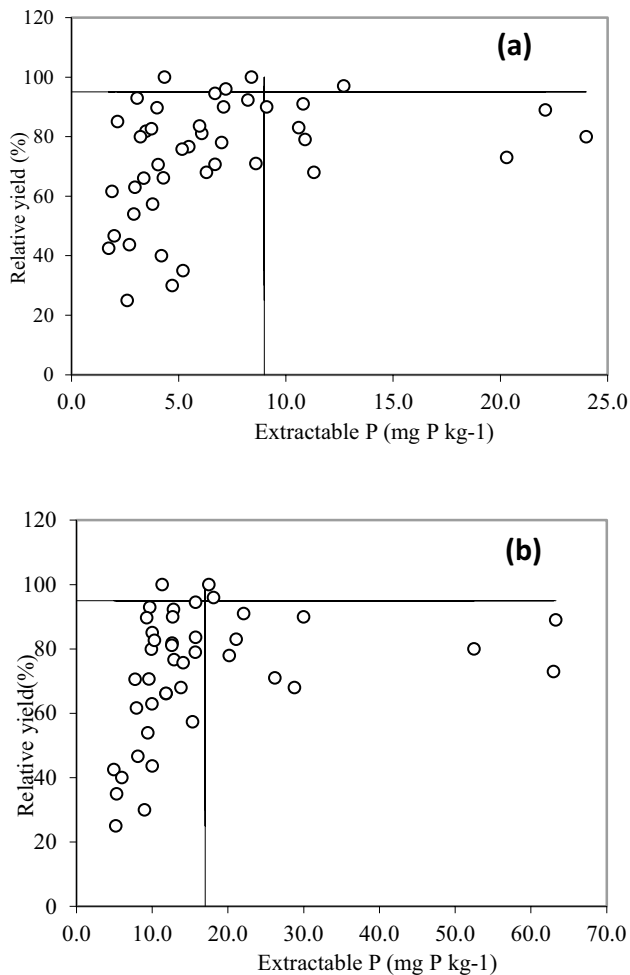 (a)
120
100
80
60
40
20
0
Relative yield (%)
0.0 5.0 10.0 15.0 20.0 25.0
Extractable P (mg P kg-1)
(b)
120
100
80
60
40
20
0
Relative yield(%)
0.0 10.0 20.0 30.0 40.0 50.0 60.0 70.0
Extractable P (mg P kg-1)